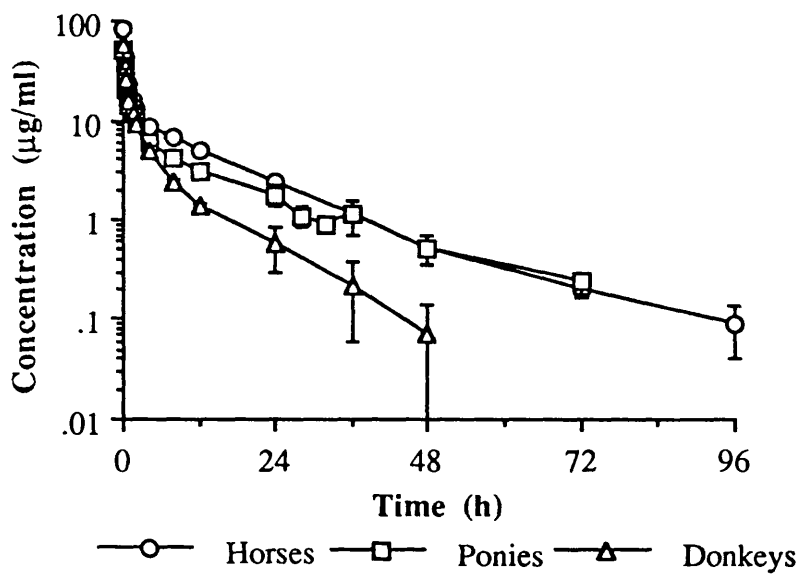 Concentration (µg/ml)
100
10
1
.1
.01
0 24 48 72 96
Time (h)
Horses Ponies Donkeys